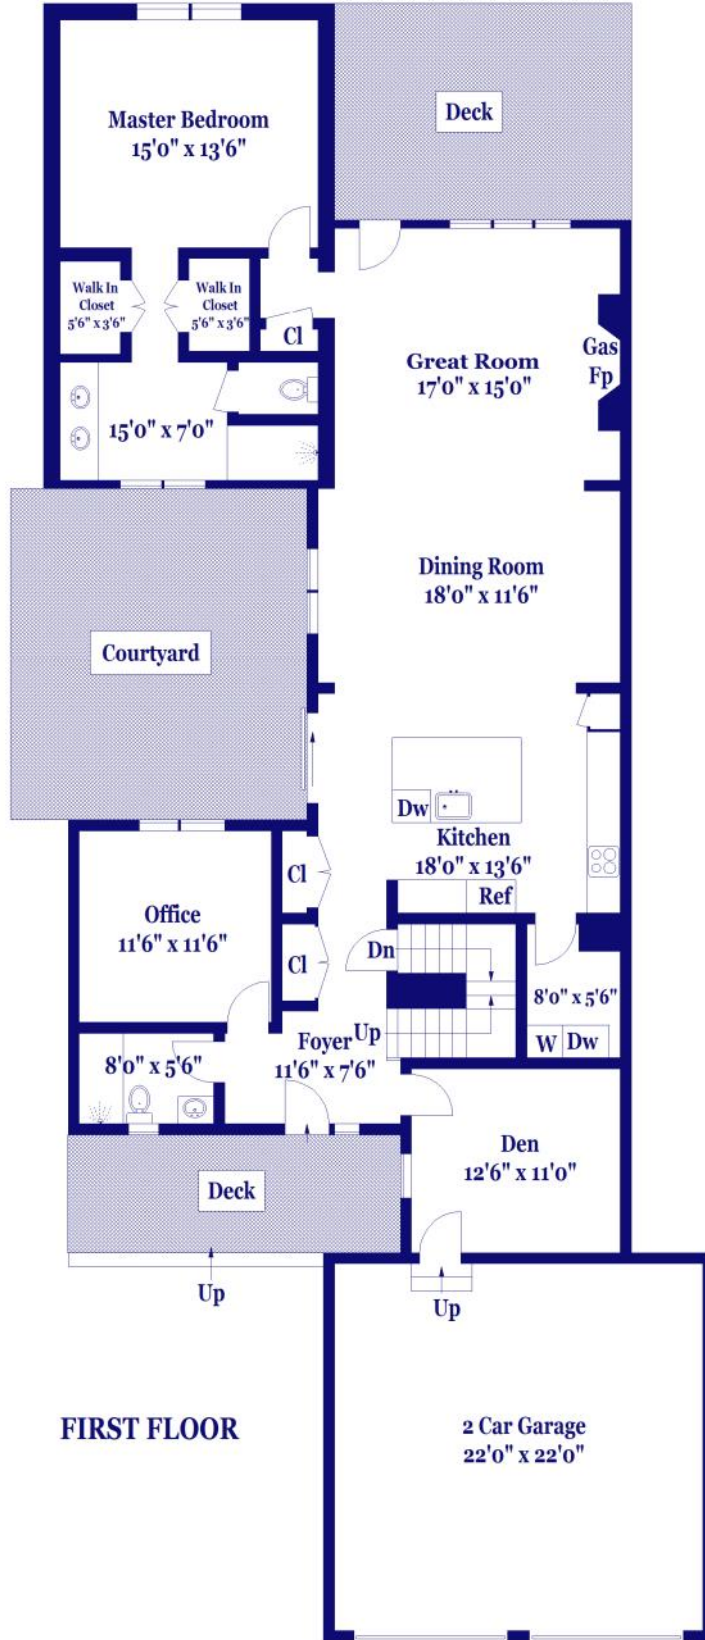 Master Bedroom
15'0" x 13'6"
Deck
Walk In
Closet
5'6" x 3'6"
Walk In
Closet
5'6" x 3'6"
Cl
Great Room
17'0" x 15'0"
Gas
Fp
15'0" x 7'0"
Dining Room
18'0" x 11'6"
Courtyard
Dw
Kitchen
18'0" x 13'6"
Ref
Cl
Office
11'6" x 11'6"
Cl
Dn
8'0" x 5'6"
W
Dw
Up
Foyer
11'6" x 7'6"
8'0" x 5'6"
Den
12'6" x 11'0"
Deck
Up
Up
FIRST FLOOR
2 Car Garage
22'0" x 22'0"